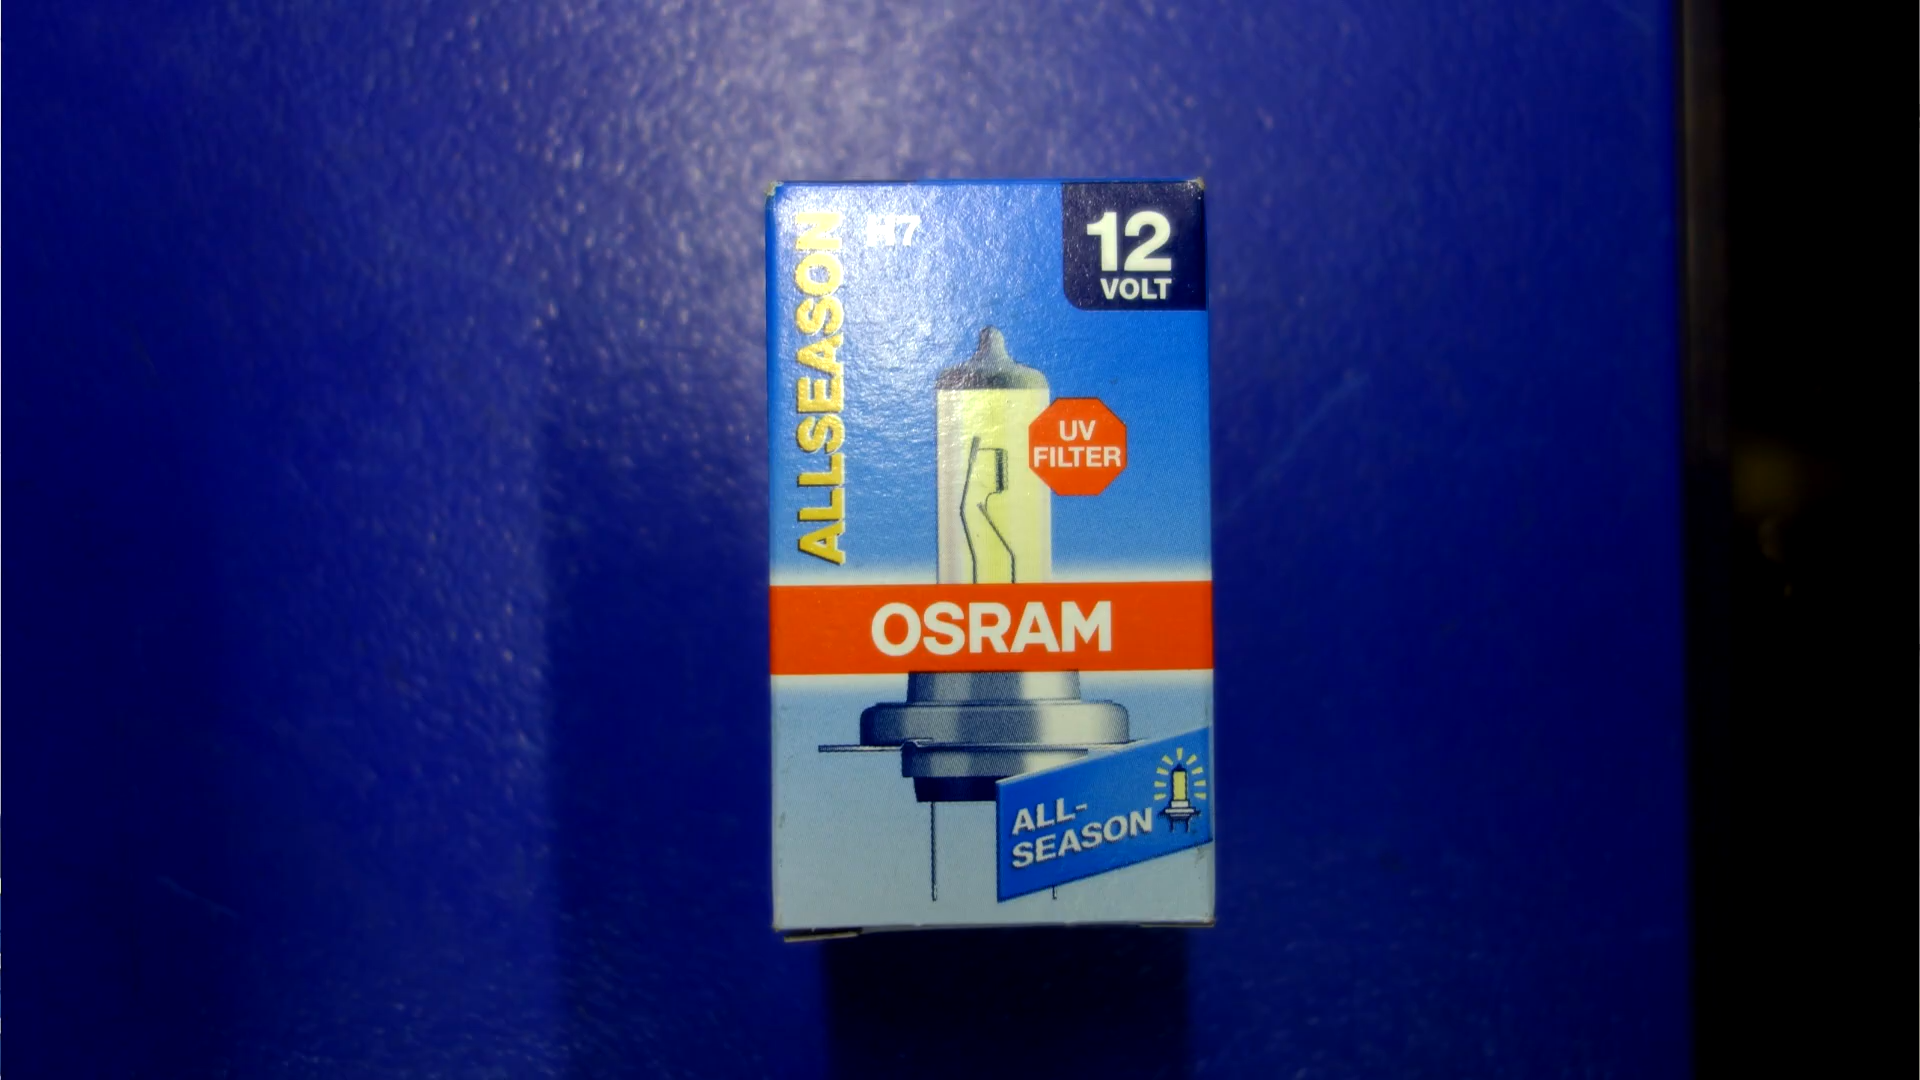 ALLSEASON
H7
12
VOLT
UV
FILTER
OSRAM
ALL-
SEASON